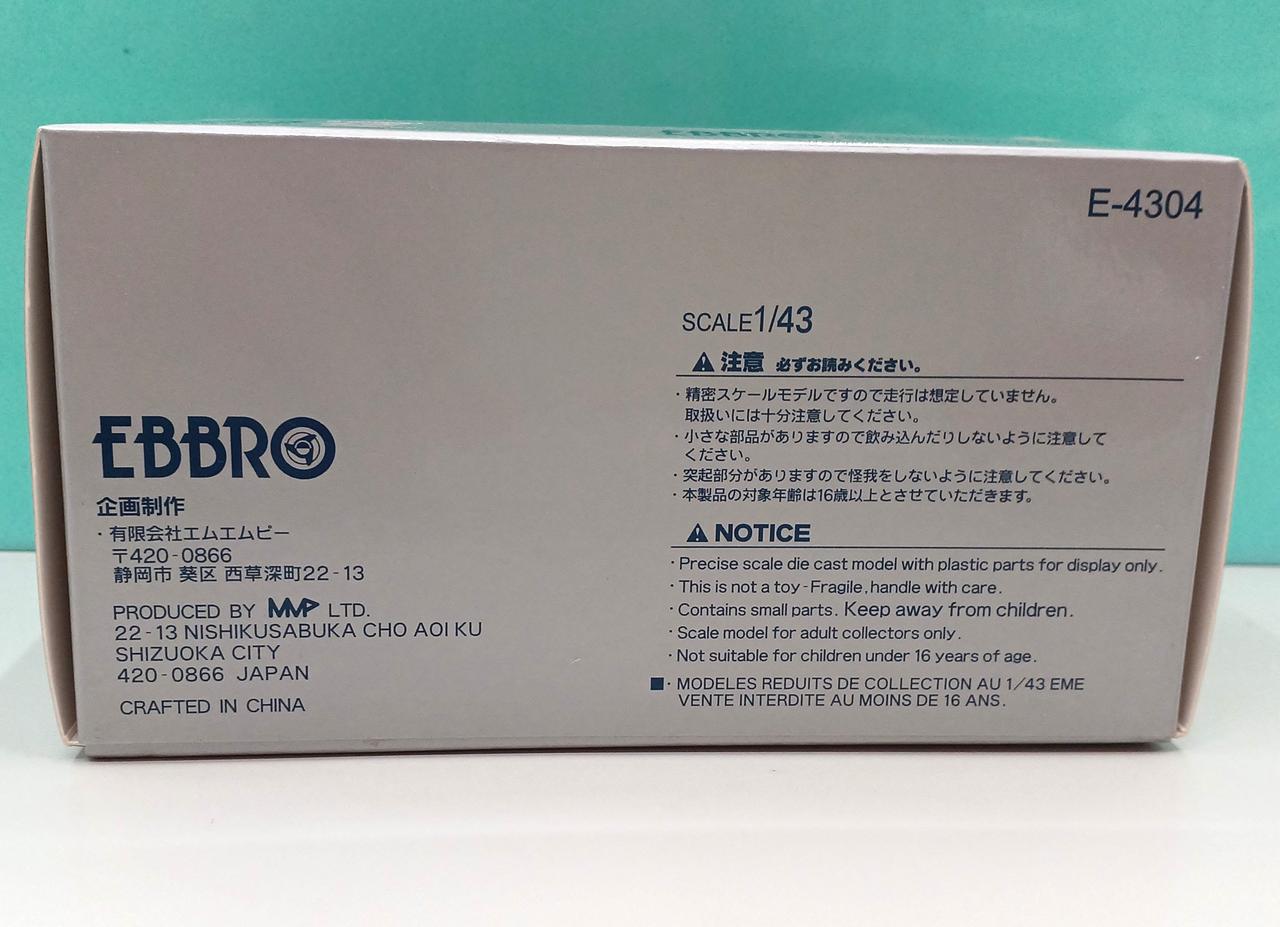 EBBRO
E-4304
SCALE1/43
注意 必ずお読みください。
・精密スケールモデルですので走行は想定していません。
取扱いには十分注意してください。
・小さな部品がありますので飲み込んだりしないように注意して
ください。
・突起部分がありますので怪我をしないように注意してください。
・本製品の対象年齢は16歳以上とさせていただきます。
NOTICE
・Precise scale die cast model with plastic parts for display only.
・This is not a toy-Fragile,handle with care.
・Contains small parts. Keep away from children.
・Scale model for adult collectors only.
・Not suitable for children under 16 years of age.
■・MODELES REDUITS DE COLLECTION AU 1/43 EME
VENTE INTERDITE AU MOINS DE 16 ANS.
EBBRO
企画制作
・有限会社エムエムピー
〒420-0866
静岡市 葵区 西草深町22-13
PRODUCED BY MMP LTD.
22-13 NISHIKUSABUKA CHO AOI KU
SHIZUOKA CITY
420-0866 JAPAN
CRAFTED IN CHINA